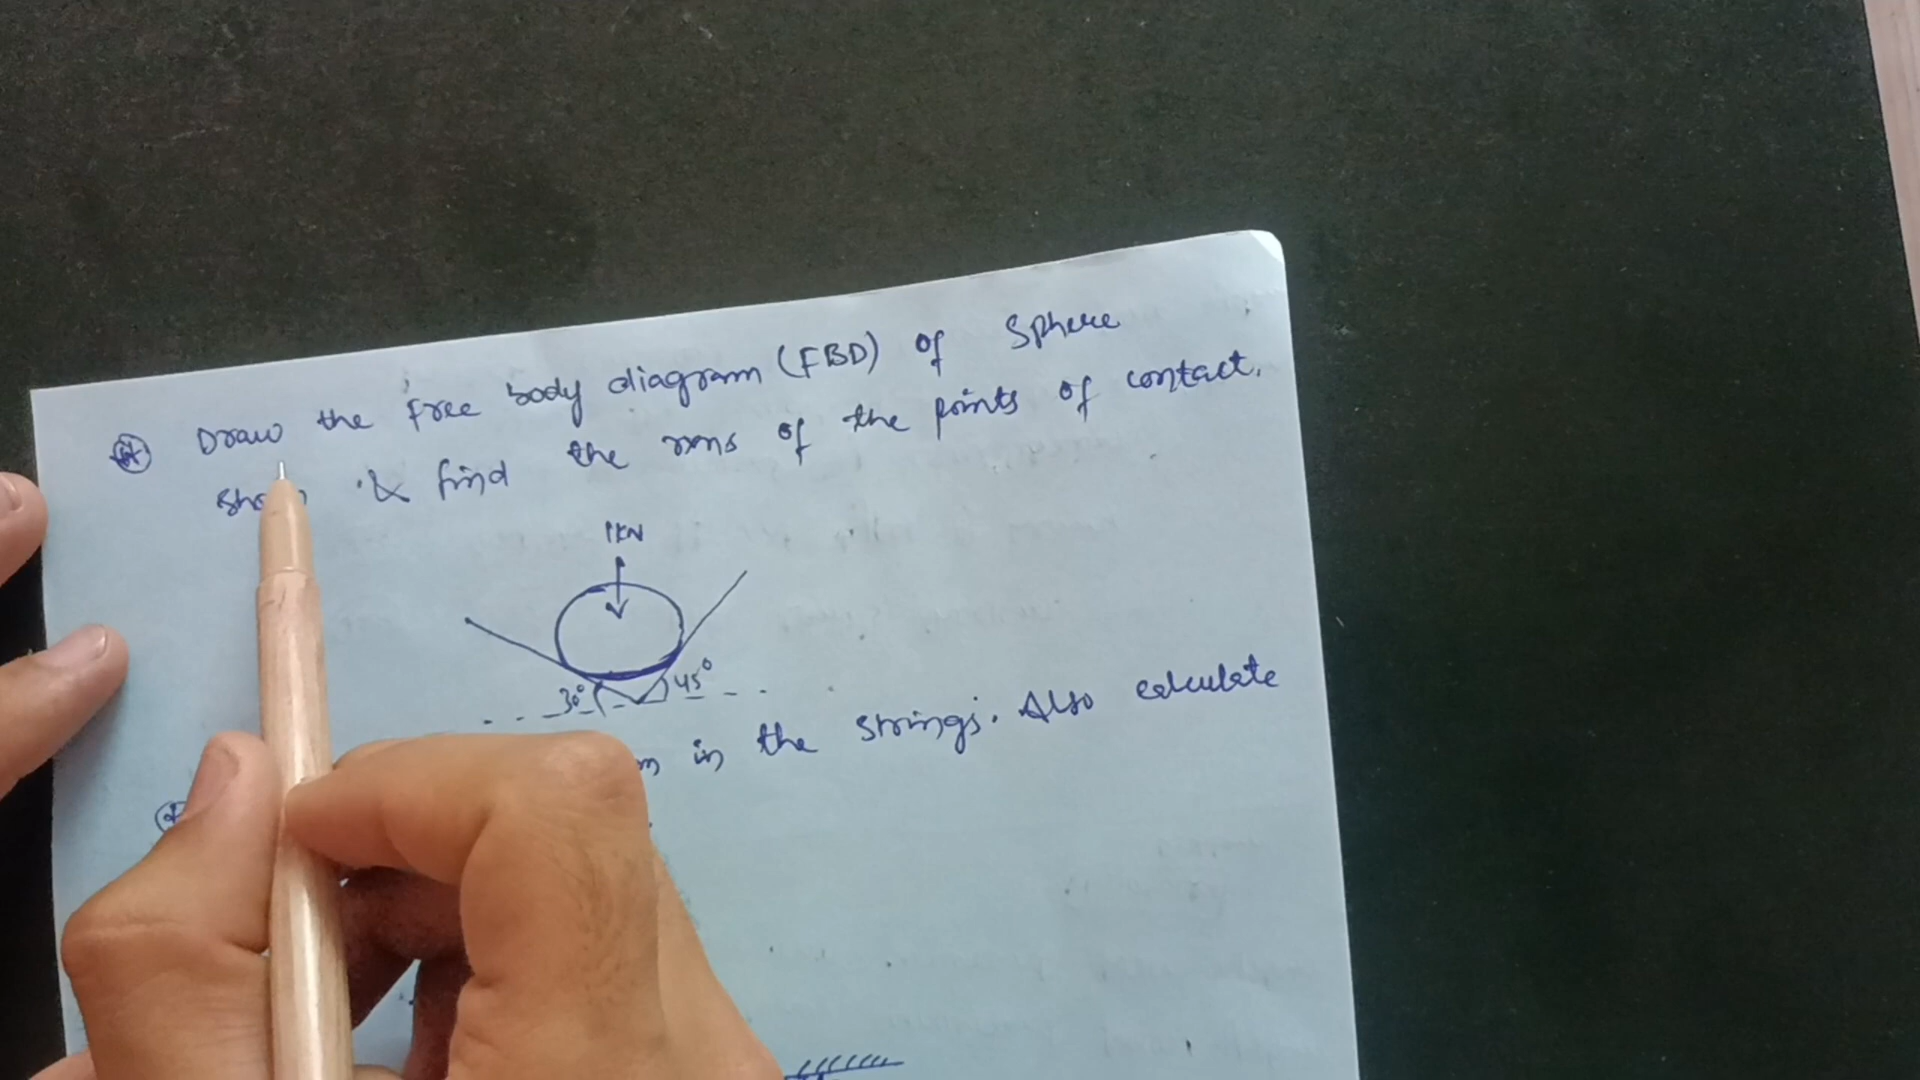 Draw the free body diagram (FBD) of Sphere
& find the rxns of the points of contact.
1KN
30° 45°
in the strings. Also calculate